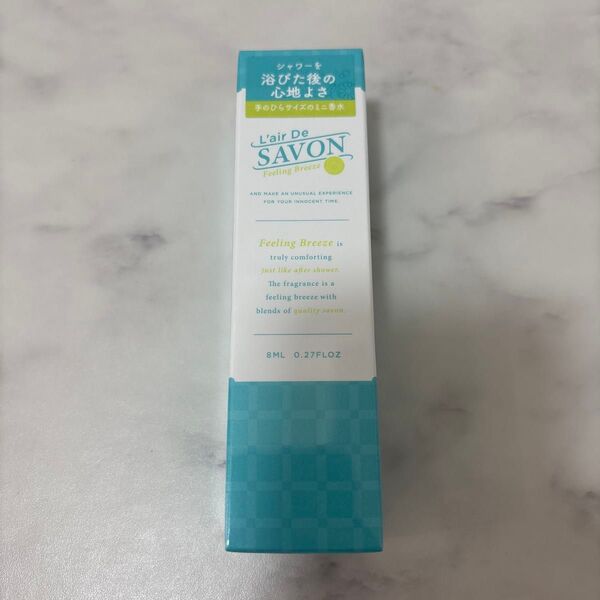 シャワーを
浴びた後の
心地よさ
手のひらサイズのミニ香水
L'air De
SAVON
Feeling Breeze
AND MAKE AN UNUSUAL EXPERIENCE
FOR YOUR INNOCENT TIME.
Feeling Breeze is
truly comforting
just like after shower.
The fragrance is a
feeling breeze with
blends of quality savon.
8ML 0.27FLOZ